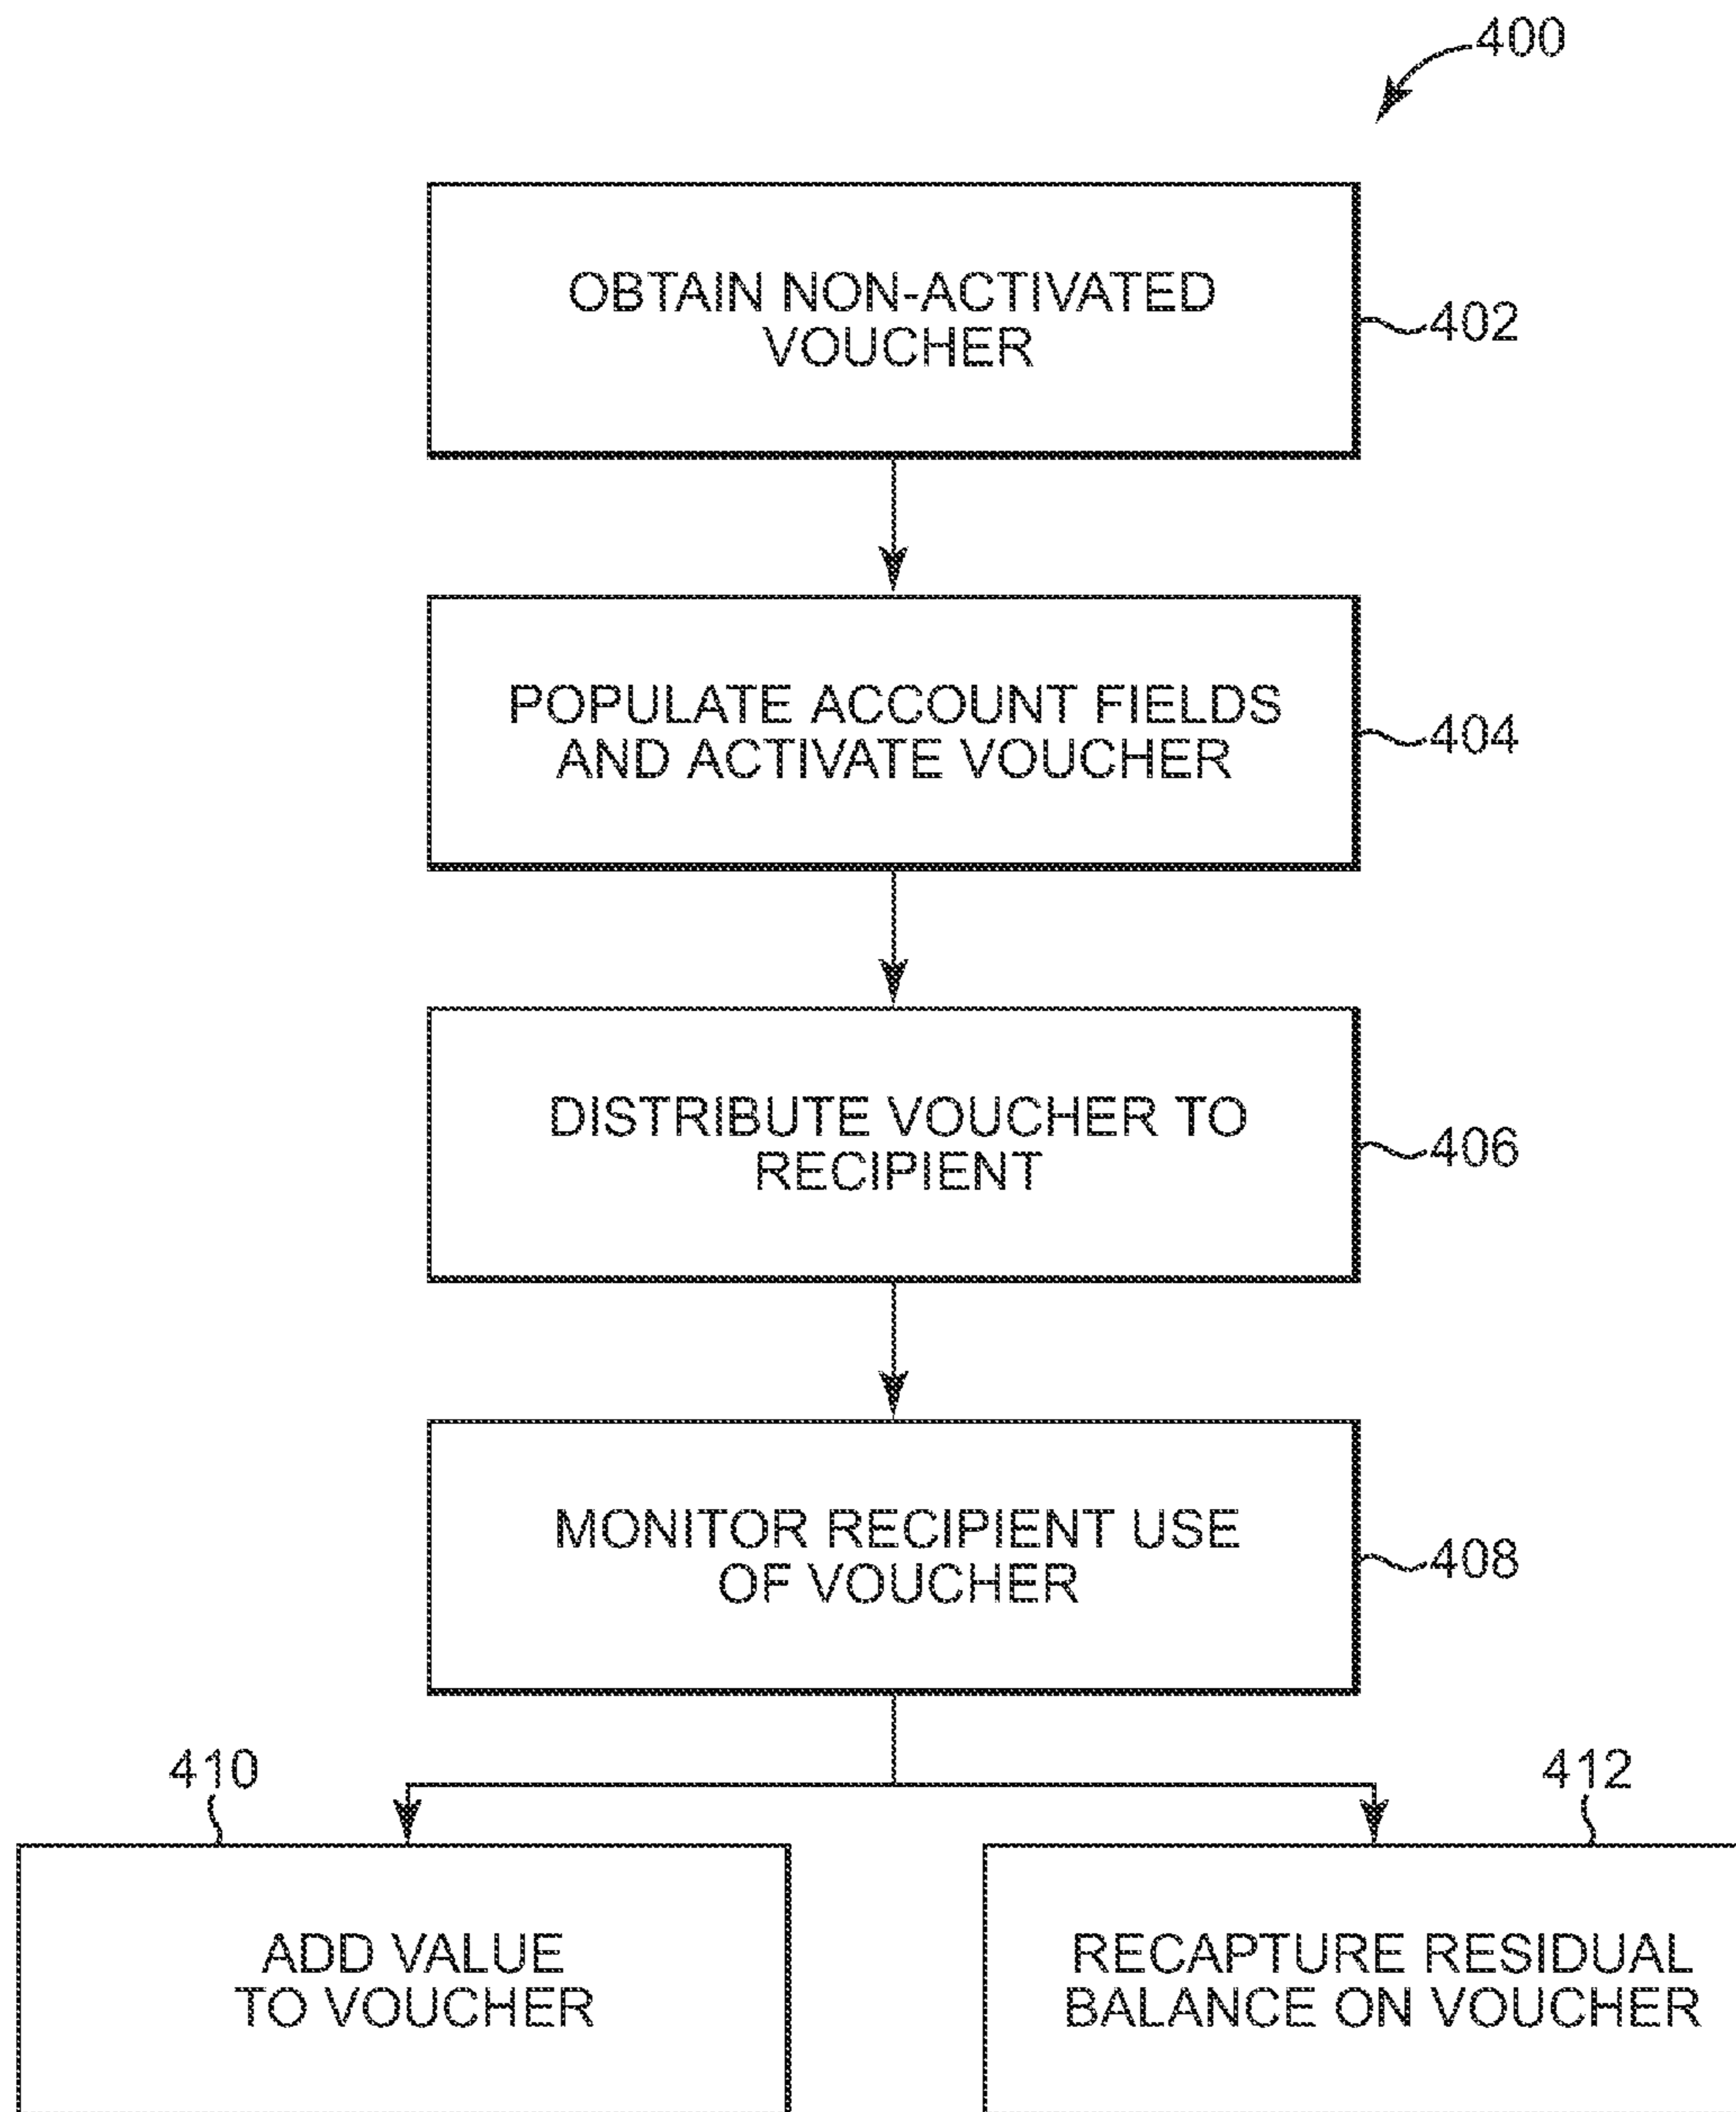 400
OBTAIN NON-ACTIVATED
VOUCHER
402
POPULATE ACCOUNT FIELDS
AND ACTIVATE VOUCHER
404
DISTRIBUTE VOUCHER TO
RECIPIENT
406
MONITOR RECIPIENT USE
OF VOUCHER
408
410
412
ADD VALUE
TO VOUCHER
RECAPTURE RESIDUAL
BALANCE ON VOUCHER